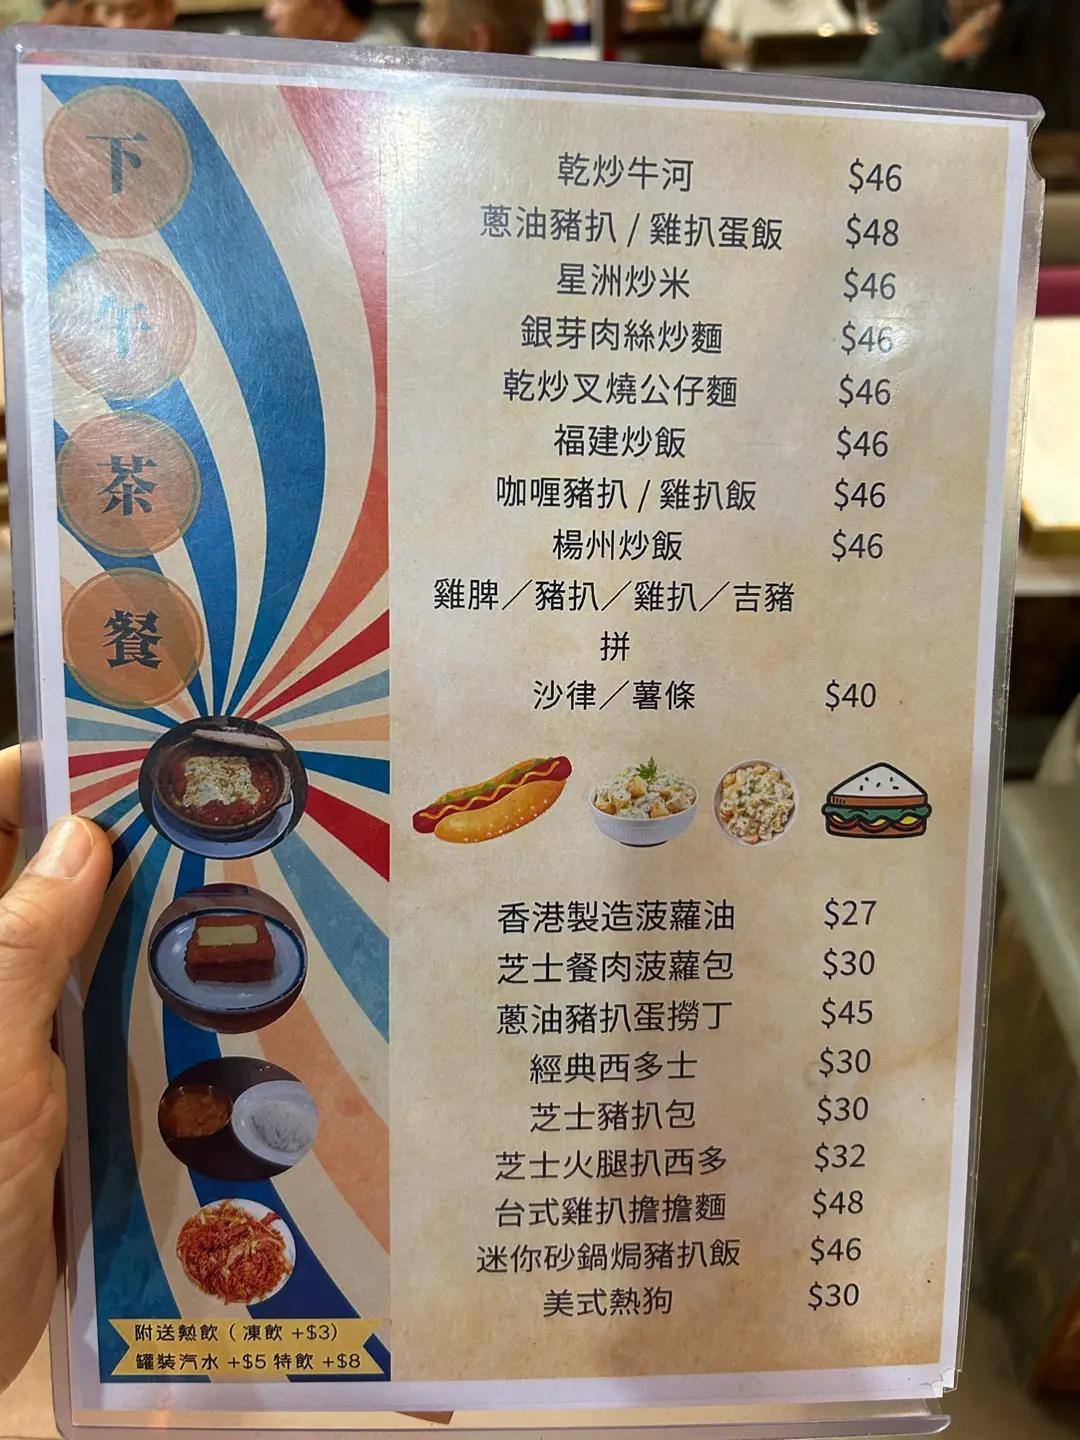 下午茶餐
乾炒牛河 $46
蔥油豬扒 / 雞扒蛋飯 $48
星洲炒米 $46
銀芽肉絲炒麵 $46
乾炒叉燒公仔麵 $46
福建炒飯 $46
咖喱豬扒 / 雞扒飯 $46
楊州炒飯 $46
雞脾／豬扒／雞扒／吉豬
拼
沙律／薯條 $40
香港製造菠蘿油 $27
芝士餐肉菠蘿包 $30
蔥油豬扒蛋撈丁 $45
經典西多士 $30
芝士豬扒包 $30
芝士火腿扒西多 $32
台式雞扒擔擔麵 $48
迷你砂鍋焗豬扒飯 $46
美式熱狗 $30
附送熱飲（凍飲 +$3）
罐裝汽水 +$5 特飲 +$8